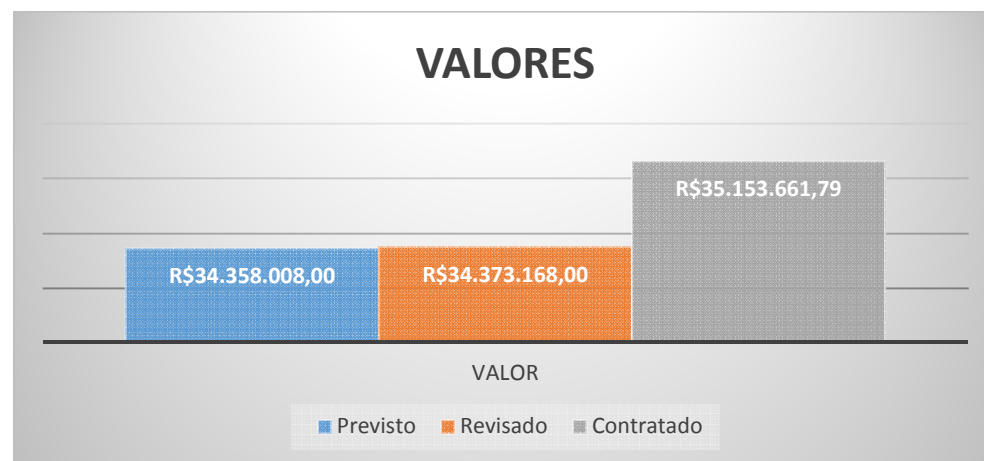 VALORES
R$35.153.661,79
R$34.358.008,00 R$34.373.168,00
VALOR
Previsto Revisado Contratado